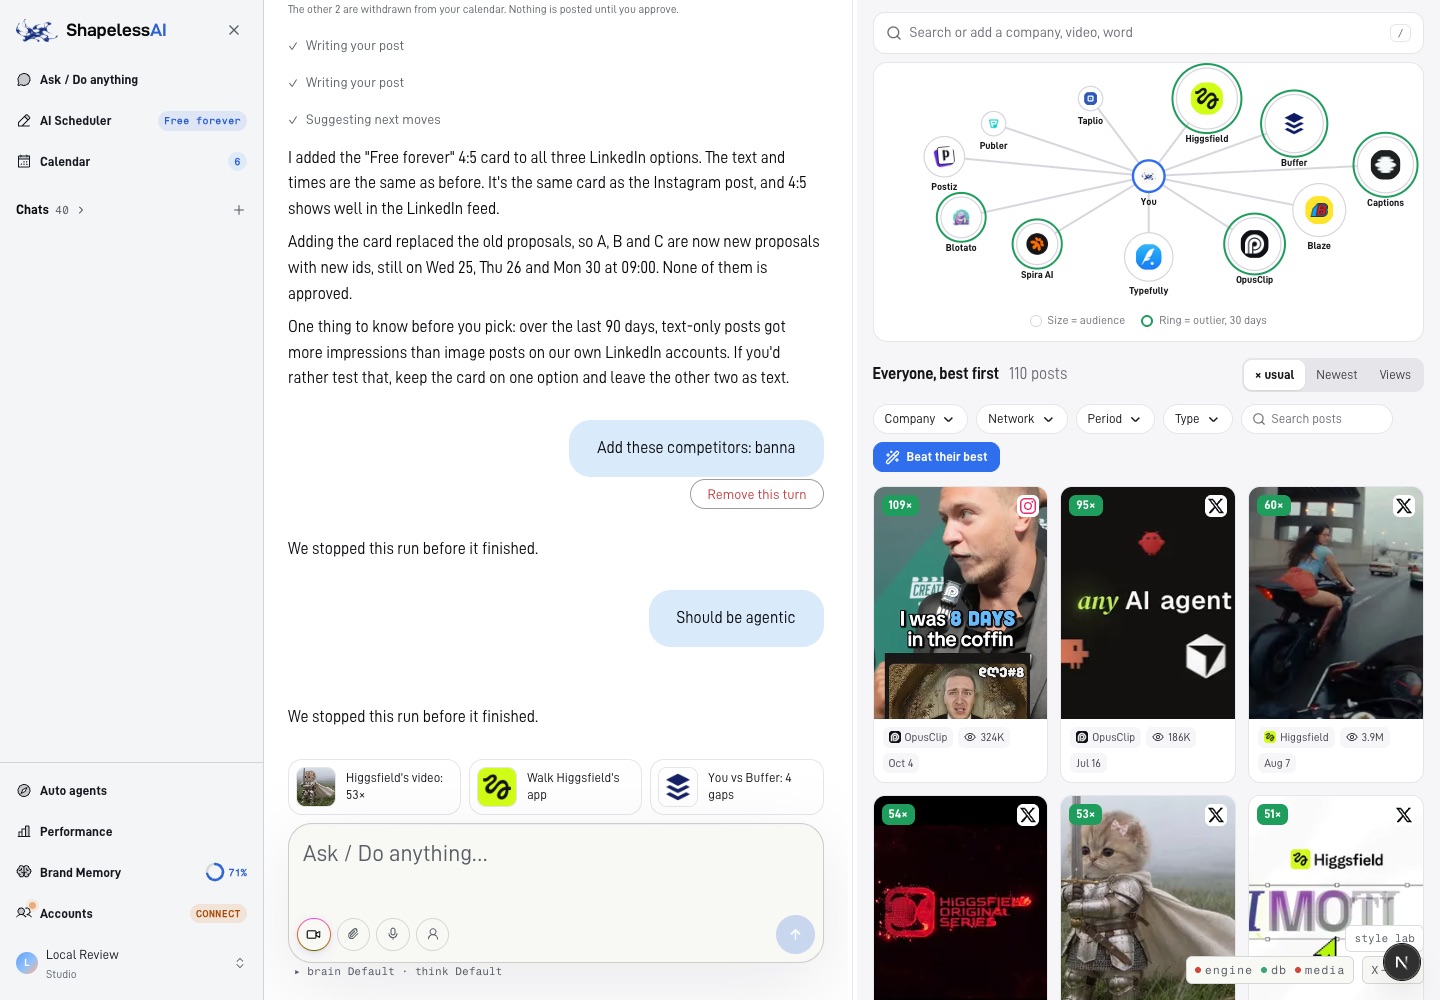 ShapelessAI
Ask / Do anything
AI Scheduler
Free forever
Calendar
6
Chats 40
Auto agents
Performance
Brand Memory
71%
Accounts
CONNECT
L
Local Review
Studio
The other 2 are withdrawn from your calendar. Nothing is posted until you approve.
Writing your post
Writing your post
Suggesting next moves
I added the "Free forever" 4:5 card to all three LinkedIn options. The text and
times are the same as before. It's the same card as the Instagram post, and 4:5
shows well in the LinkedIn feed.
Adding the card replaced the old proposals, so A, B and C are now new proposals
with new ids, still on Wed 25, Thu 26 and Mon 30 at 09:00. None of them is
approved.
One thing to know before you pick: over the last 90 days, text-only posts got
more impressions than image posts on our own LinkedIn accounts. If you'd
rather test that, keep the card on one option and leave the other two as text.
Add these competitors: banna
Remove this turn
We stopped this run before it finished.
Should be agentic
We stopped this run before it finished.
Higgsfield's video:
53×
Walk Higgsfield's
app
You vs Buffer: 4
gaps
Ask / Do anything...
brain Default · think Default
Search or add a company, video, word
/
Taplio
Higgsfield
Publer
Buffer
Postiz
Captions
You
Blotato
Blaze
Spira AI
OpusClip
Typefully
Size = audience
Ring = outlier, 30 days
Everyone, best first 110 posts
× usual
Newest
Views
Company
Network
Period
Type
Search posts
Beat their best
109×
CREAT
I was 8 DAYS
in the coffin
ᲓᲦᲔ#8
OpusClip
324K
Oct 4
95×
any AI agent
OpusClip
186K
Jul 16
60×
Higgsfield
3.9M
Aug 7
54×
HIGGSFIELD
ORIGINAL
SERIES
53×
51×
Higgsfield
style lab
engine
db
media
X-
N